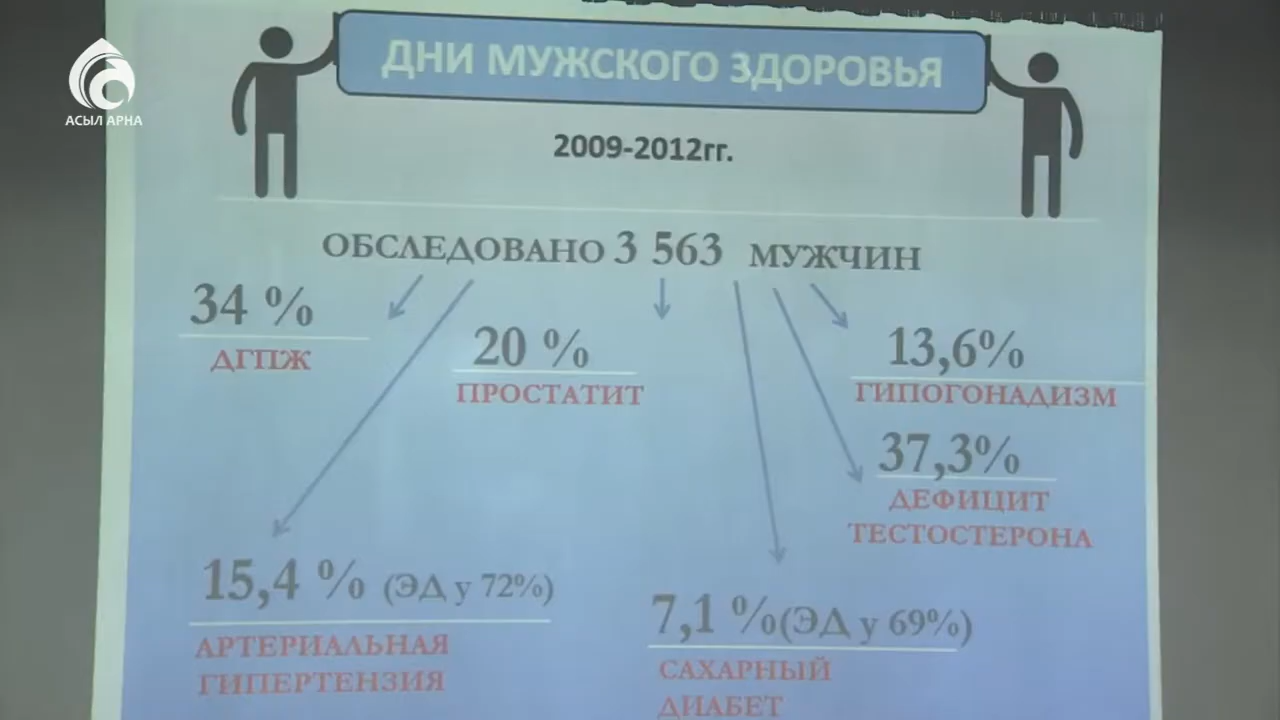 ДНИ МУЖСКОГО ЗДОРОВЬЯ
АСЫЛ АРНА
2009-2012гг.
ОБСЛЕДОВАНО 3 563 МУЖЧИН
34 %
ДГПЖ
20 %
ПРОСТАТИТ
13,6%
ГИПОГОНАДИЗМ
37,3%
ДЕФИЦИТ
ТЕСТОСТЕРОНА
15,4 % (ЭД у 72%)
АРТЕРИАЛЬНАЯ
ГИПЕРТЕНЗИЯ
7,1 %(ЭД у 69%)
САХАРНЫЙ
ДИАБЕТ